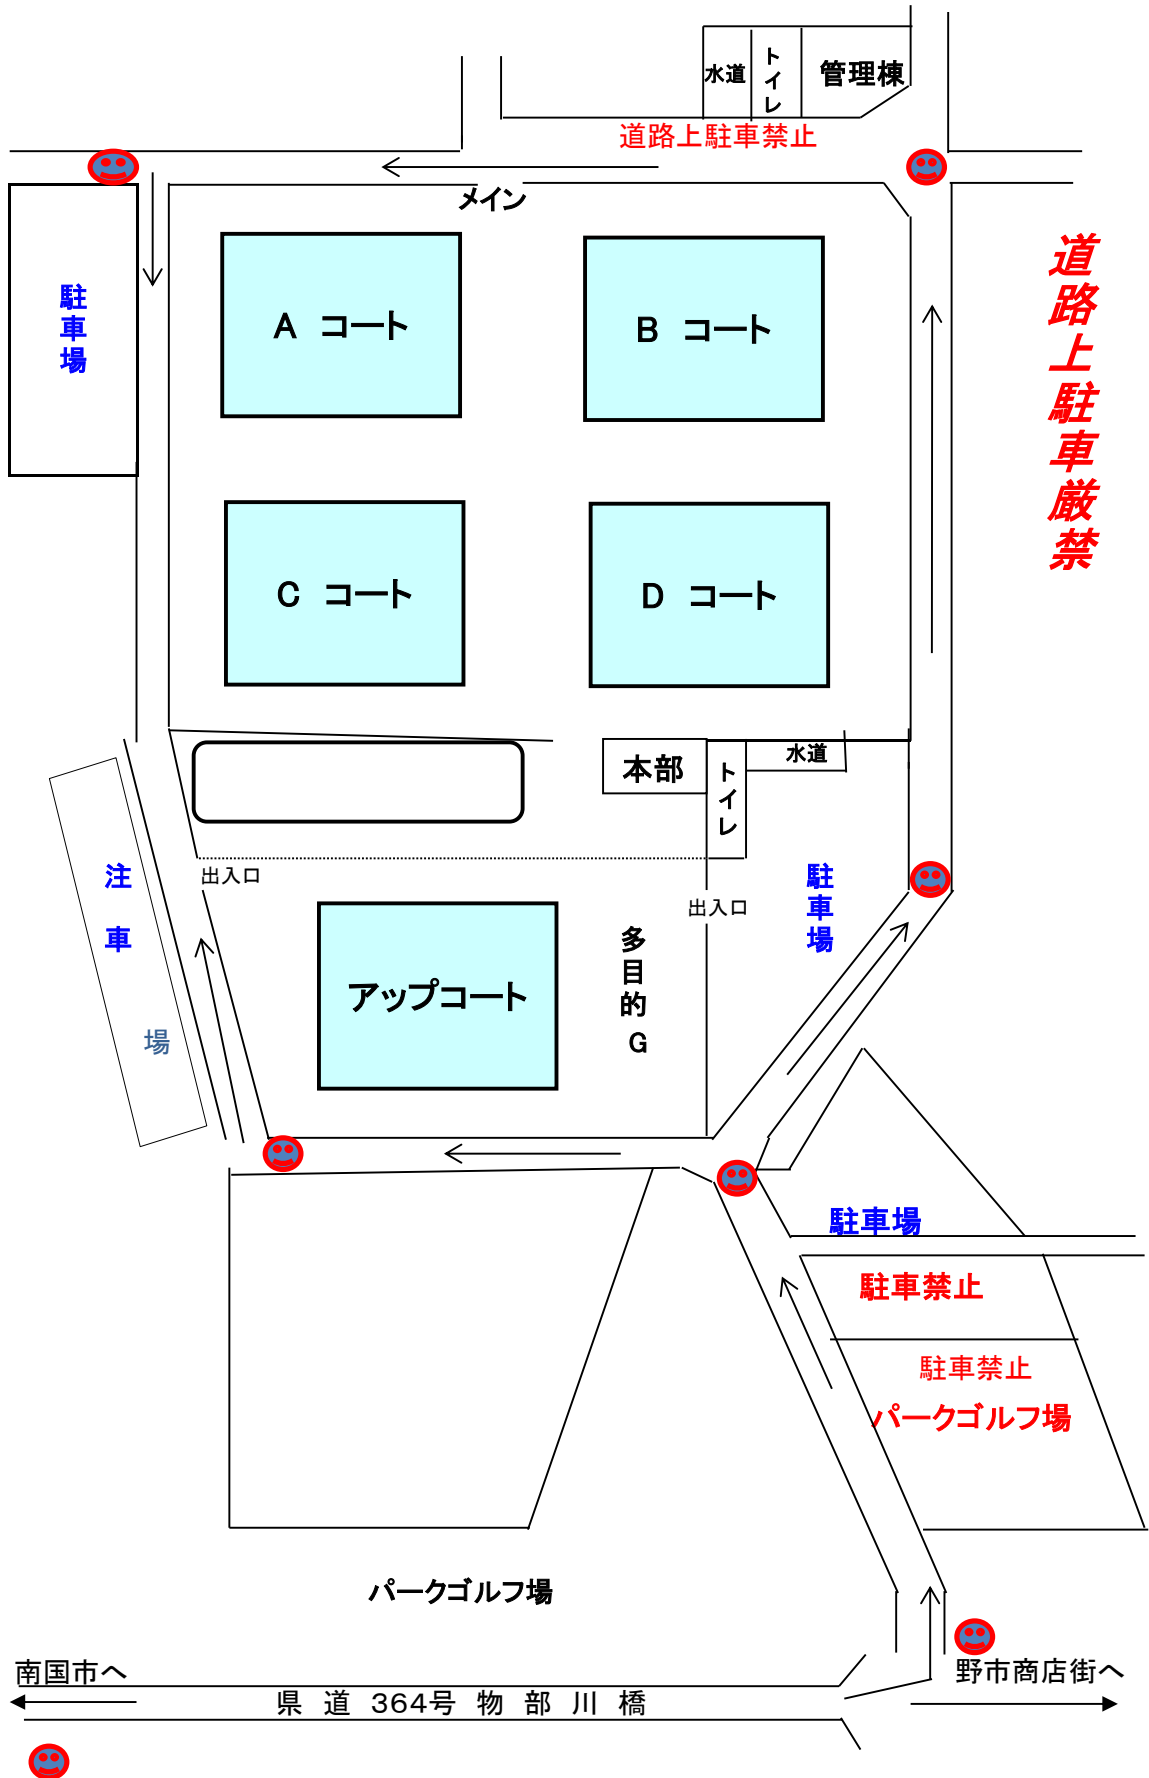 水道
トイレ
管理棟
道路上駐車禁止
メイン
駐車場
A コート
B コート
道路上駐車厳禁
C コート
D コート
本部
トイレ
水道
注車場
出入口
出入口
駐車場
多目的G
アップコート
駐車場
駐車禁止
駐車禁止
パークゴルフ場
パークゴルフ場
南国市へ
野市商店街へ
県 道 364号 物 部 川 橋